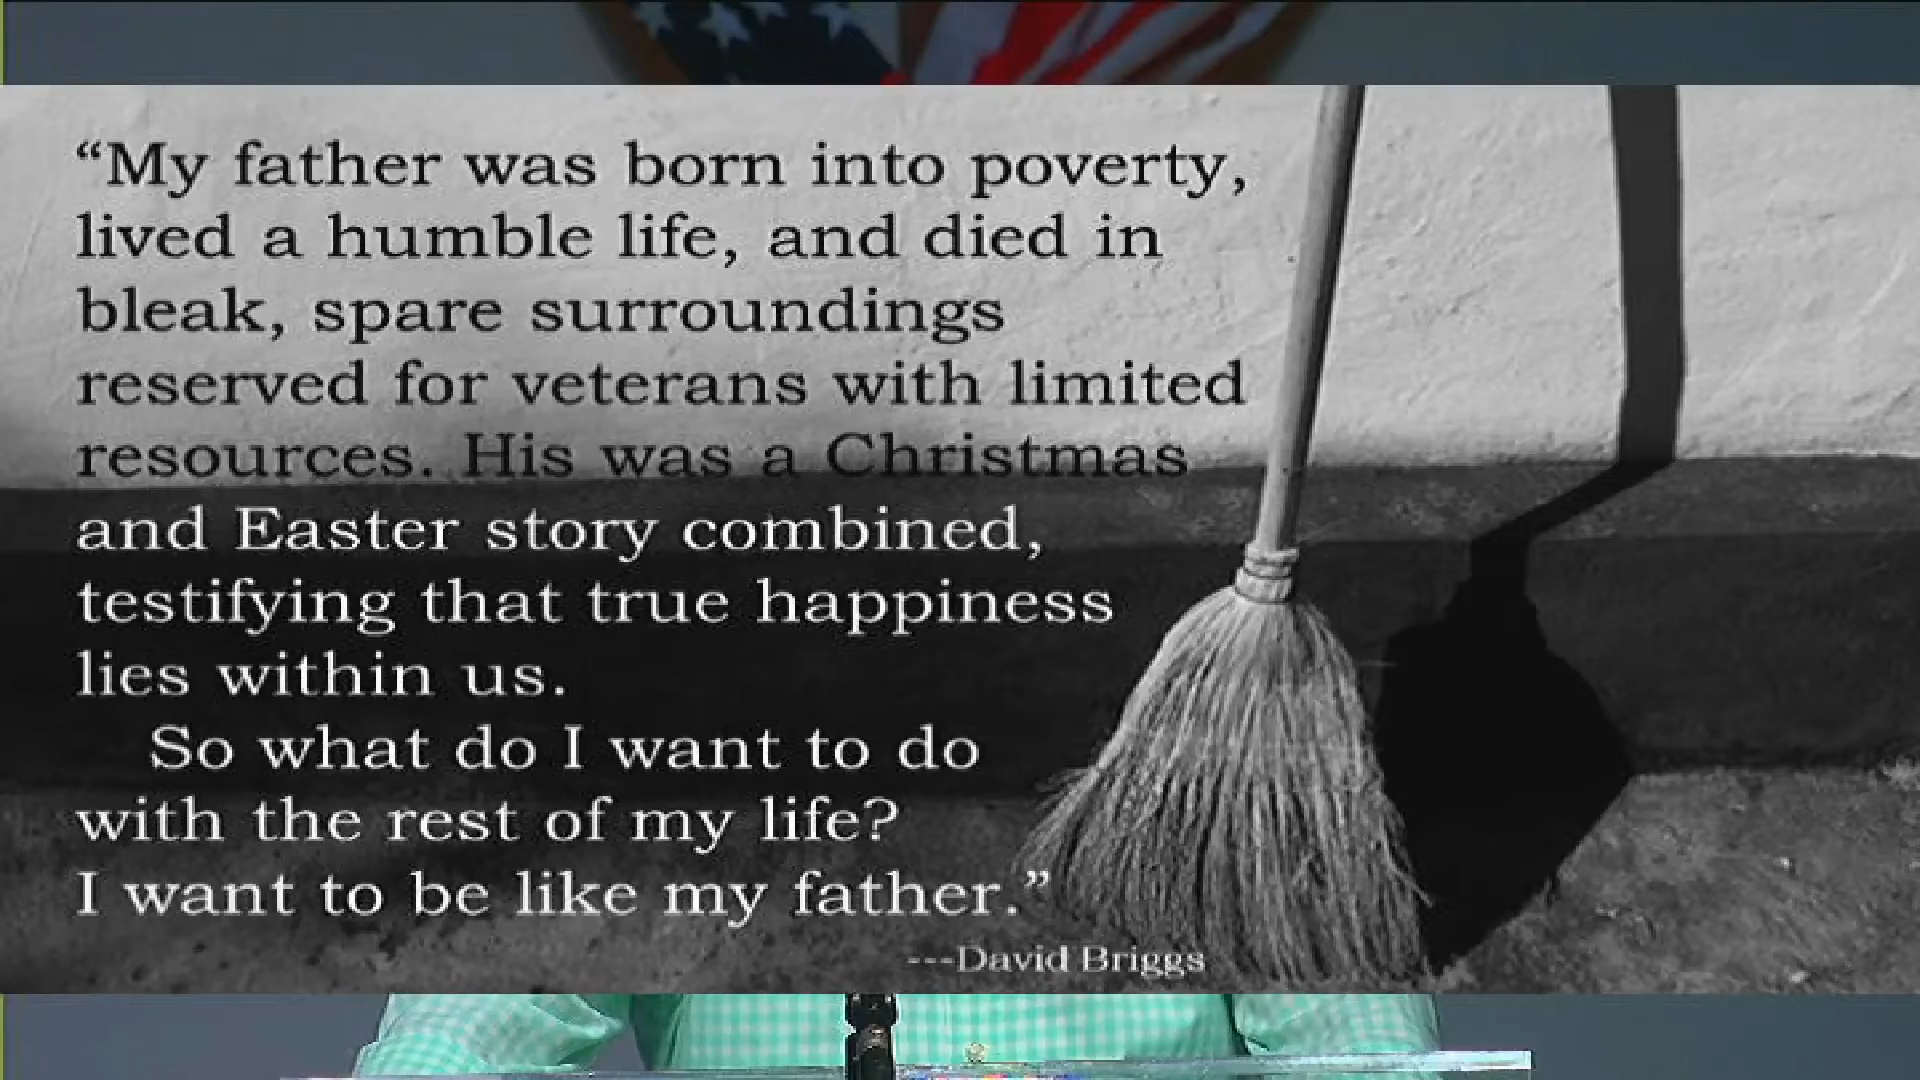 “My father was born into poverty,
lived a humble life, and died in
bleak, spare surroundings
reserved for veterans with limited
resources. His was a Christmas
and Easter story combined,
testifying that true happiness
lies within us.
So what do I want to do
with the rest of my life?
I want to be like my father.”
---David Briggs